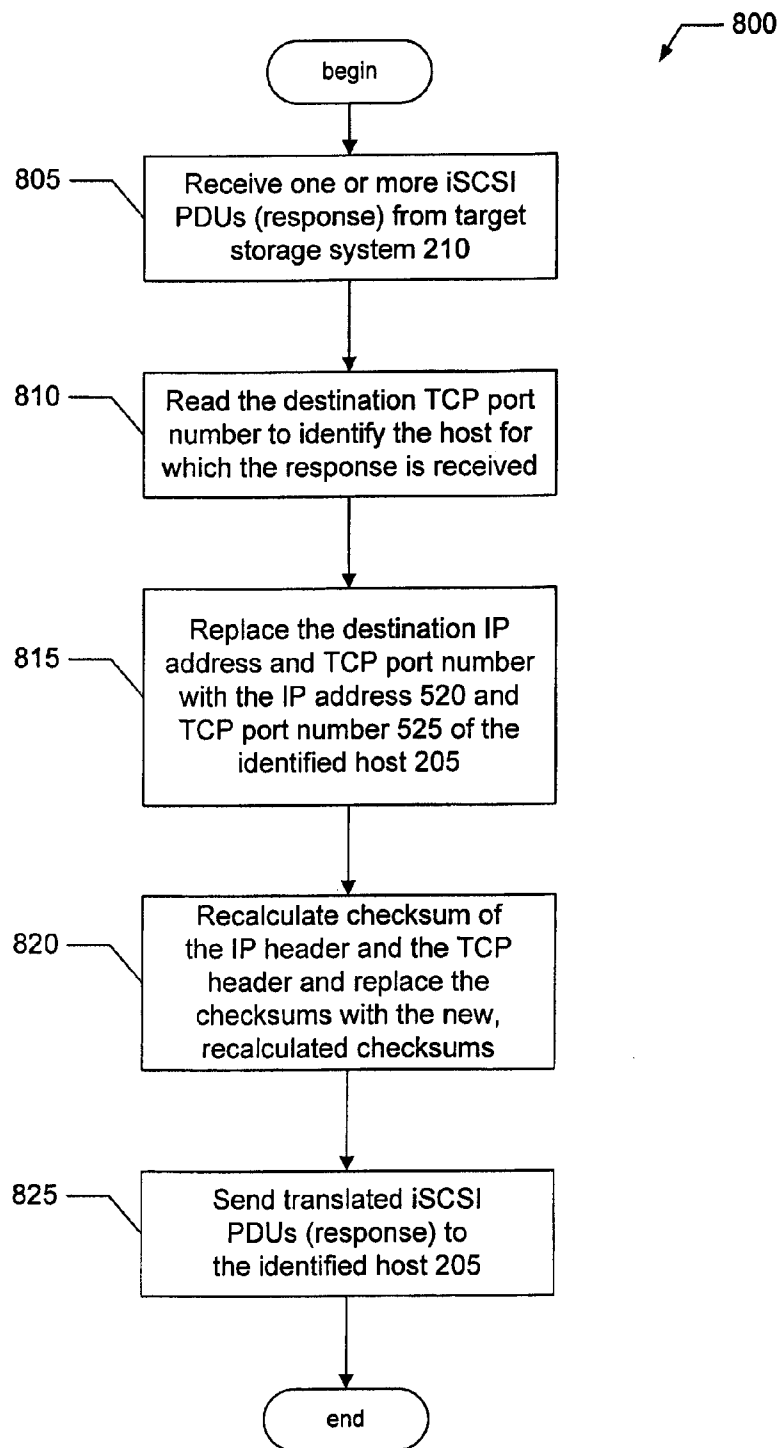 800
begin
805
Receive one or more iSCSI
PDUs (response) from target
storage system 210
810
Read the destination TCP port
number to identify the host for
which the response is received
815
Replace the destination IP
address and TCP port number
with the IP address 520 and
TCP port number 525 of the
identified host 205
820
Recalculate checksum of
the IP header and the TCP
header and replace the
checksums with the new,
recalculated checksums
825
Send translated iSCSI
PDUs (response) to
the identified host 205
end